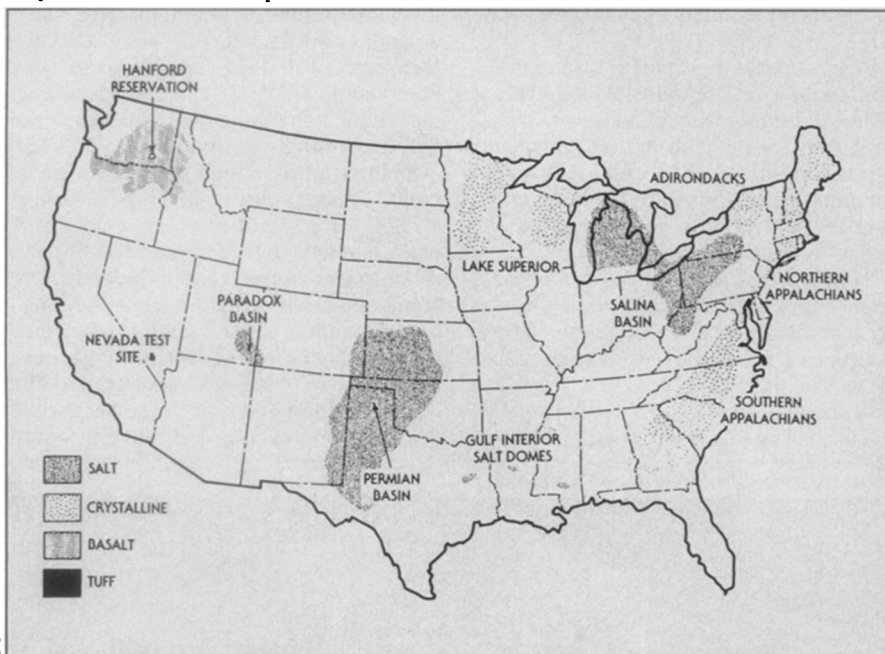 HANFORD
RESERVATION
ADIRONDACKS
LAKE SUPERIOR
NORTHERN
APPALACHIANS
PARADOX
BASIN
SALINA
BASIN
NEVADA TEST
SITE
SOUTHERN
APPALACHIANS
GULF INTERIOR
SALT DOMES
PERMIAN
BASIN
SALT
CRYSTALLINE
BASALT
TUFF